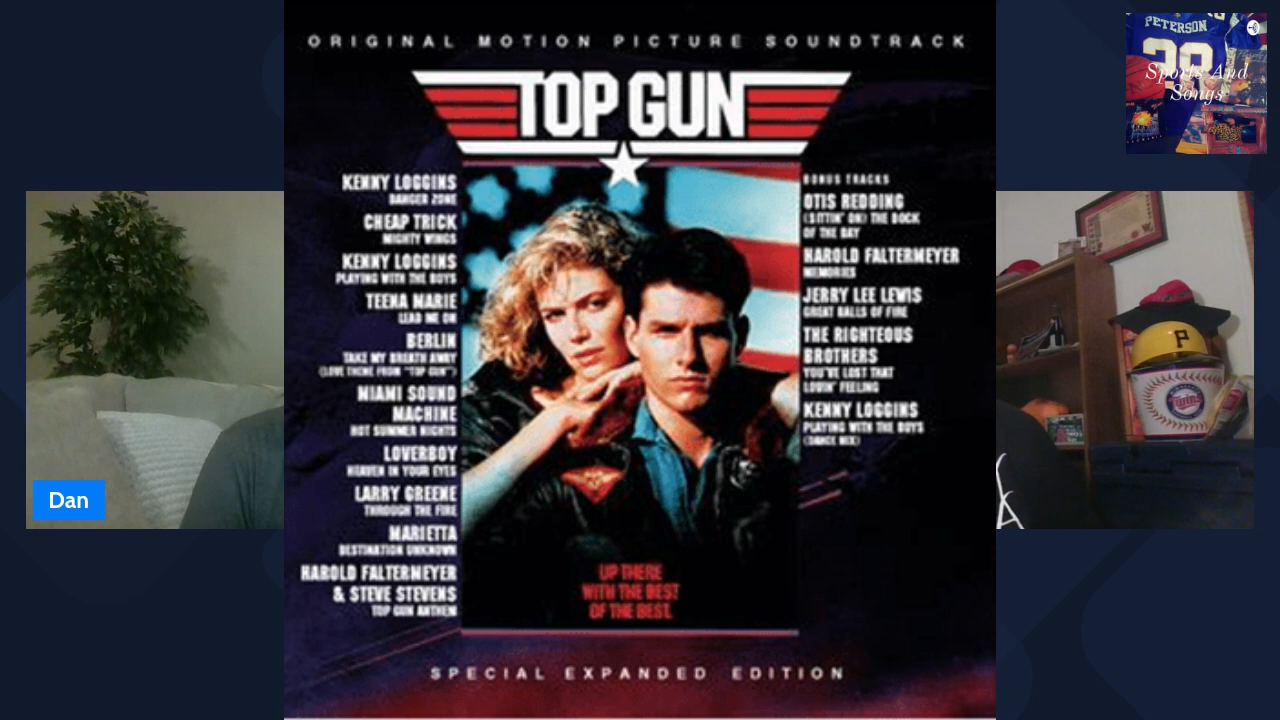 ORIGINAL MOTION PICTURE SOUNDTRACK
TOP GUN
KENNY LOGGINS
DANGER ZONE
CHEAP TRICK
MIGHTY WINGS
KENNY LOGGINS
PLAYING WITH THE BOYS
TEENA MARIE
LEAD ME ON
BERLIN
TAKE MY BREATH AWAY
(LOVE THEME FROM "TOP GUN")
MIAMI SOUND
MACHINE
HOT SUMMER NIGHTS
LOVERBOY
HEAVEN IN YOUR EYES
LARRY GREENE
THROUGH THE FIRE
MARIETTA
DESTINATION UNKNOWN
HAROLD FALTERMEYER
& STEVE STEVENS
TOP GUN ANTHEM
BONUS TRACKS
OTIS REDDING
(SITTIN' ON) THE DOCK
OF THE BAY
HAROLD FALTERMEYER
MEMORIES
JERRY LEE LEWIS
GREAT BALLS OF FIRE
THE RIGHTEOUS
BROTHERS
YOU'VE LOST THAT
LOVIN' FEELING
KENNY LOGGINS
PLAYING WITH THE BOYS
(DANCE MIX)
UP THERE
WITH THE BEST
OF THE BEST.
SPECIAL EXPANDED EDITION
Dan
PETERSON
28
Sports And
Songs
P
Twins